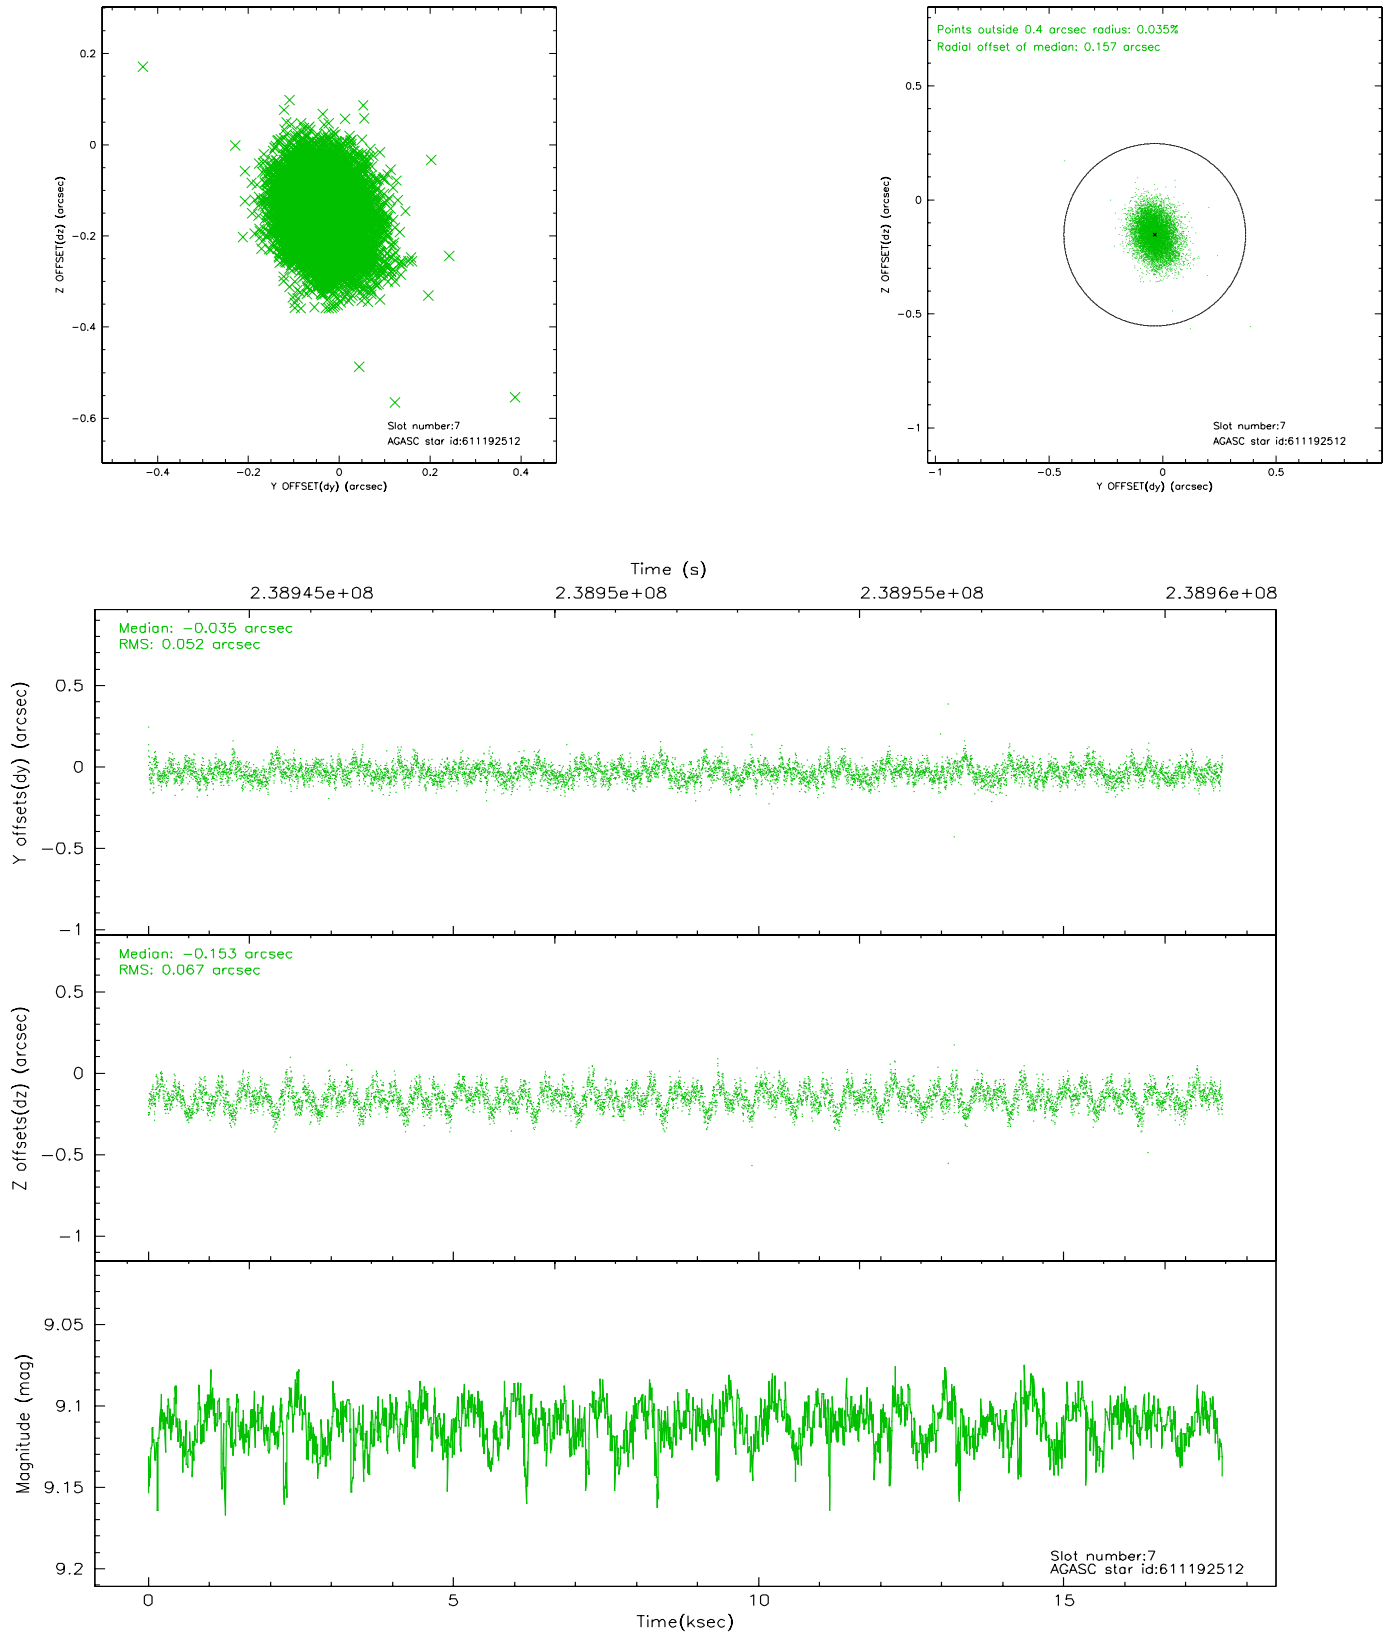 0.2
0
−0.2
−0.4
−0.6
Z OFFSET(dz) (arcsec)
Slot number:7
AGASC star id:611192512
−0.4 −0.2 0 0.2 0.4
Y OFFSET(dy) (arcsec)
Points outside 0.4 arcsec radius: 0.035%
Radial offset of median: 0.157 arcsec
0.5
0
−0.5
−1
Z OFFSET(dz) (arcsec)
Slot number:7
AGASC star id:611192512
−1 −0.5 0 0.5
Y OFFSET(dy) (arcsec)
Time (s)
2.38945e+08 2.3895e+08 2.38955e+08 2.3896e+08
Median: −0.035 arcsec
RMS: 0.052 arcsec
0.5
0
−0.5
−1
Y offsets(dy) (arcsec)
Median: −0.153 arcsec
RMS: 0.067 arcsec
0.5
0
−0.5
−1
Z offsets(dz) (arcsec)
9.05
9.1
9.15
9.2
Magnitude (mag)
Slot number:7
AGASC star id:611192512
0 5 10 15
Time(ksec)